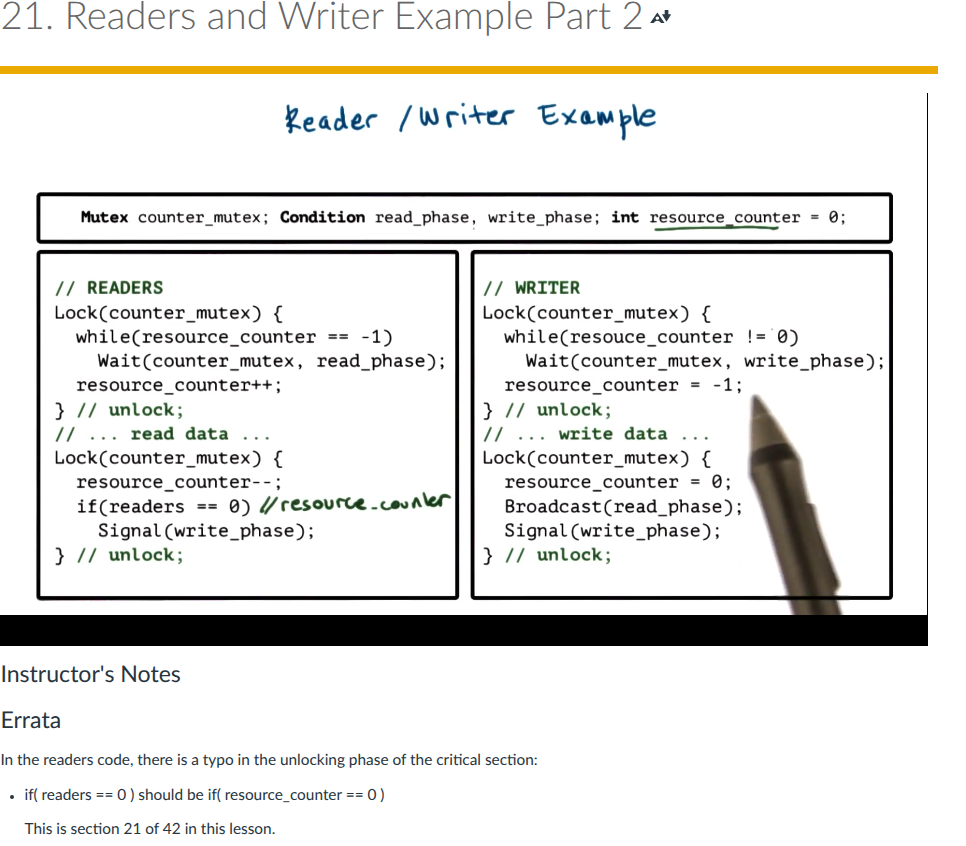 21. Readers and Writer Example Part 2
Reader / Writer Example
Mutex counter_mutex; Condition read_phase, write_phase; int resource_counter = 0;
// READERS
Lock(counter_mutex) {
while(resource_counter == -1)
Wait(counter_mutex, read_phase);
resource_counter++;
} // unlock;
// ... read data ...
Lock(counter_mutex) {
resource_counter--;
if(readers == 0) //resource_counter
Signal(write_phase);
} // unlock;
// WRITER
Lock(counter_mutex) {
while(resouce_counter != 0)
Wait(counter_mutex, write_phase);
resource_counter = -1;
} // unlock;
// ... write data ...
Lock(counter_mutex) {
resource_counter = 0;
Broadcast(read_phase);
Signal(write_phase);
} // unlock;
Instructor's Notes
Errata
In the readers code, there is a typo in the unlocking phase of the critical section:
• if( readers == 0 ) should be if( resource_counter == 0 )
This is section 21 of 42 in this lesson.